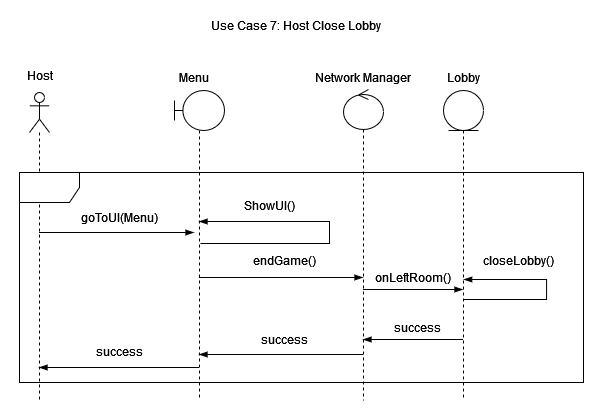 Use Case 7: Host Close Lobby
Host
Menu
Network Manager
Lobby
ShowUI()
goToUI(Menu)
endGame()
closeLobby()
onLeftRoom()
success
success
success